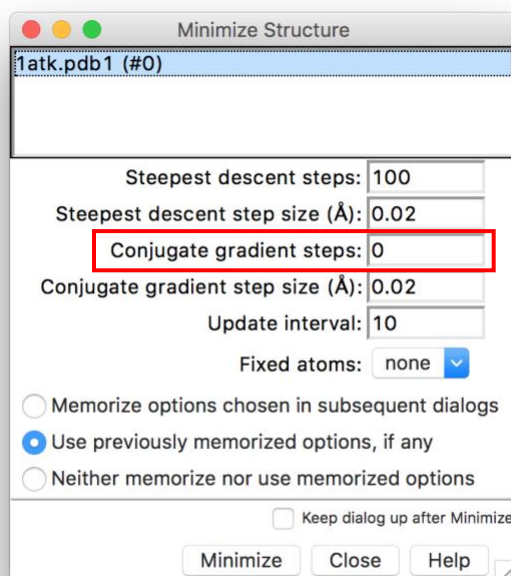 Minimize Structure
1atk.pdb1 (#0)
Steepest descent steps: 100
Steepest descent step size (Å): 0.02
Conjugate gradient steps: 0
Conjugate gradient step size (Å): 0.02
Update interval: 10
Fixed atoms: none
Memorize options chosen in subsequent dialogs
Use previously memorized options, if any
Neither memorize nor use memorized options
Keep dialog up after Minimize
Minimize Close Help